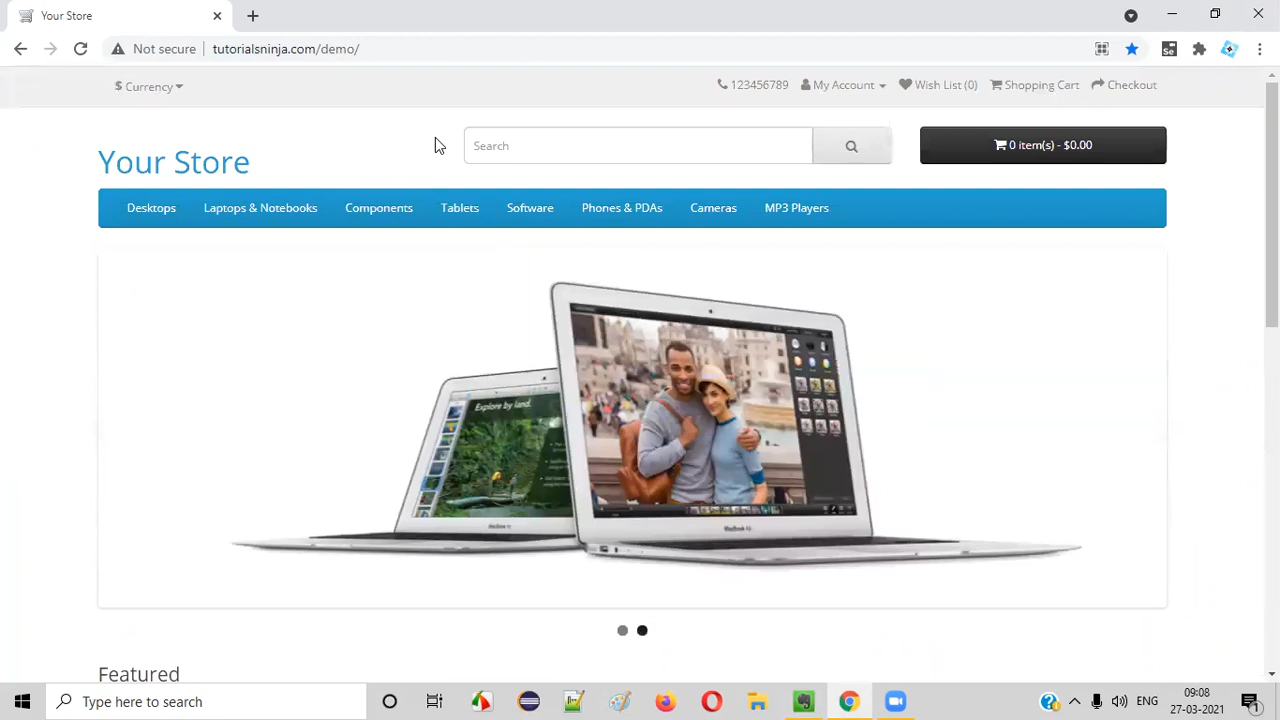 Your Store
Not secure
tutorialsninja.com/demo/
$ Currency
123456789
My Account
Wish List (0)
Shopping Cart
Checkout
Your Store
Search
0 item(s) - $0.00
Desktops
Laptops & Notebooks
Components
Tablets
Software
Phones & PDAs
Cameras
MP3 Players
Explore by land.
MacBook Air
Featured
Type here to search
ENG
09:08
27-03-2021